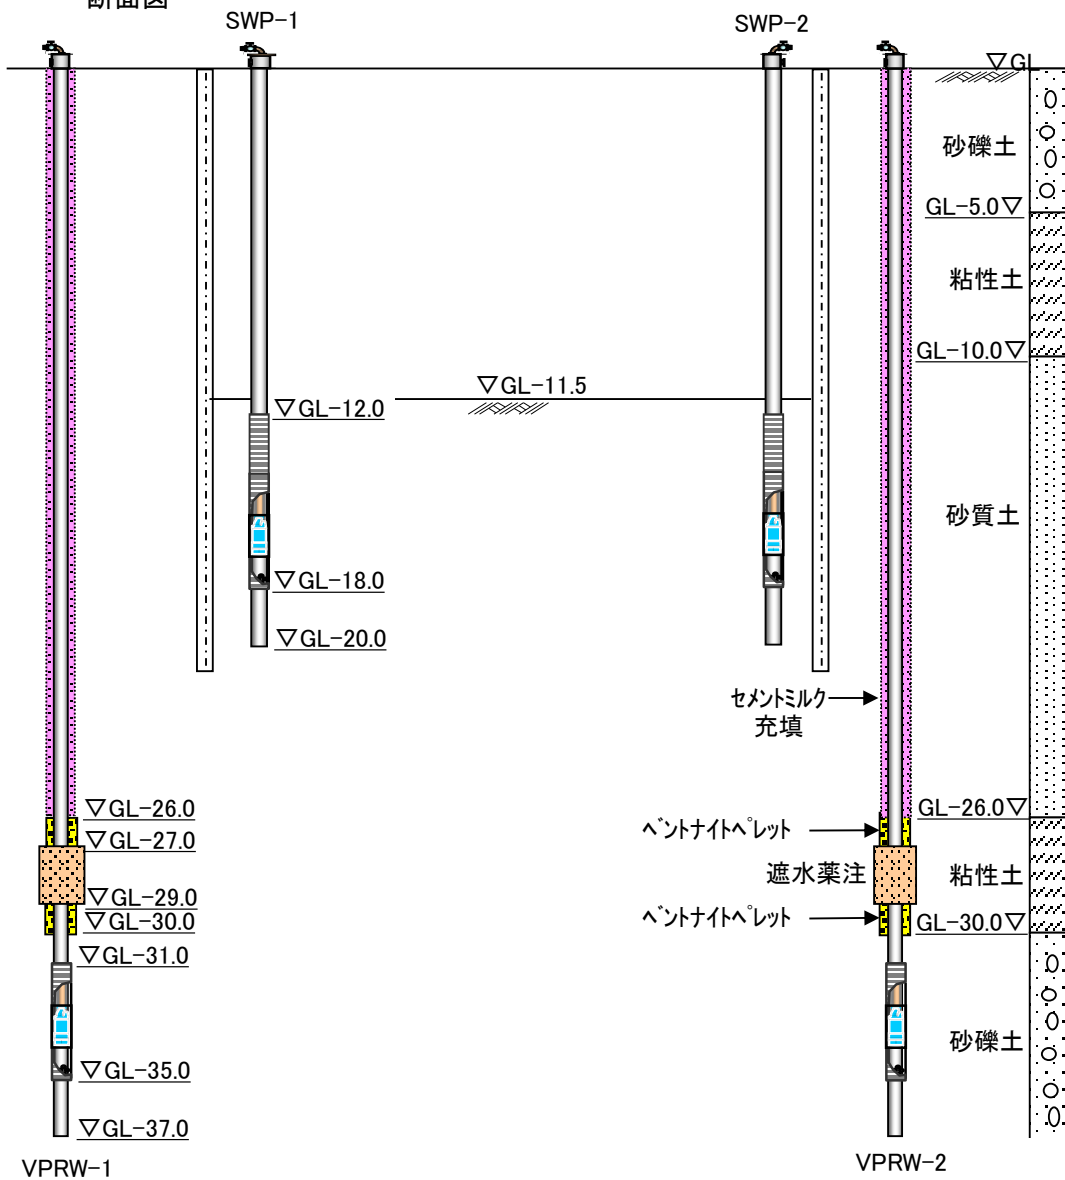 断面図
SWP-1
SWP-2
▽GL
砂礫土
GL-5.0▽
粘性土
GL-10.0▽
▽GL-11.5
▽GL-12.0
砂質土
▽GL-18.0
▽GL-20.0
セメントミルク
充填
▽GL-26.0
GL-26.0▽
▽GL-27.0
ベントナイトペレット
遮水薬注
粘性土
▽GL-29.0
ベントナイトペレット
▽GL-30.0
GL-30.0▽
▽GL-31.0
砂礫土
▽GL-35.0
▽GL-37.0
VPRW-1
VPRW-2